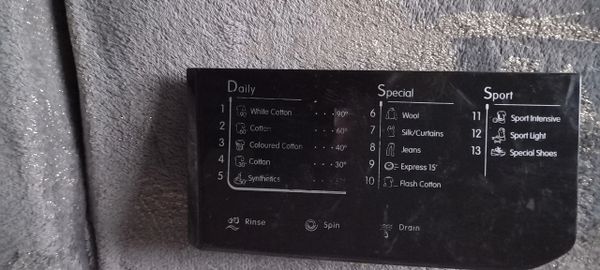 Daily
1 White Cotton ... 90°
2 Cotton ... 60°
3 Coloured Cotton ... 40°
4 Cotton ... 30°
5 Synthetics
Special
6 Wool
7 Silk/Curtains
8 Jeans
9 Express 15'
10 Flash Cotton
Sport
11 Sport Intensive
12 Sport Light
13 Special Shoes
Rinse
Spin
Drain